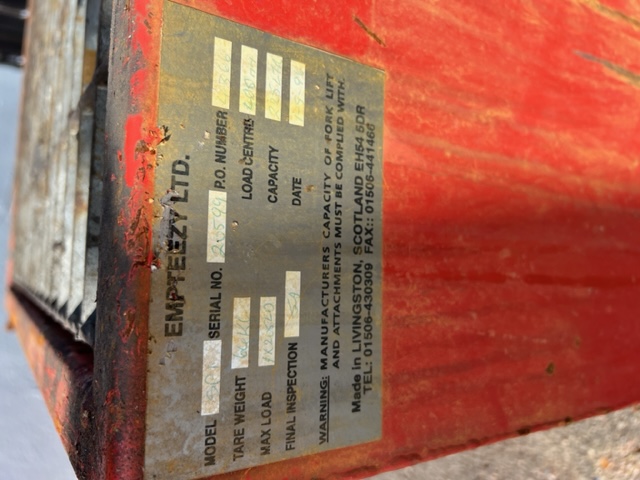 EMPTEEZY LTD.
MODEL SERIAL NO. P.O. NUMBER
TARE WEIGHT LOAD CENTRE
MAX LOAD CAPACITY
FINAL INSPECTION DATE
WARNING: MANUFACTURERS CAPACITY OF FORK LIFT
AND ATTACHMENTS MUST BE COMPLIED WITH.
Made in LIVINGSTON, SCOTLAND EH54 5DR
TEL: 01506-430309 FAX:: 01506-441466